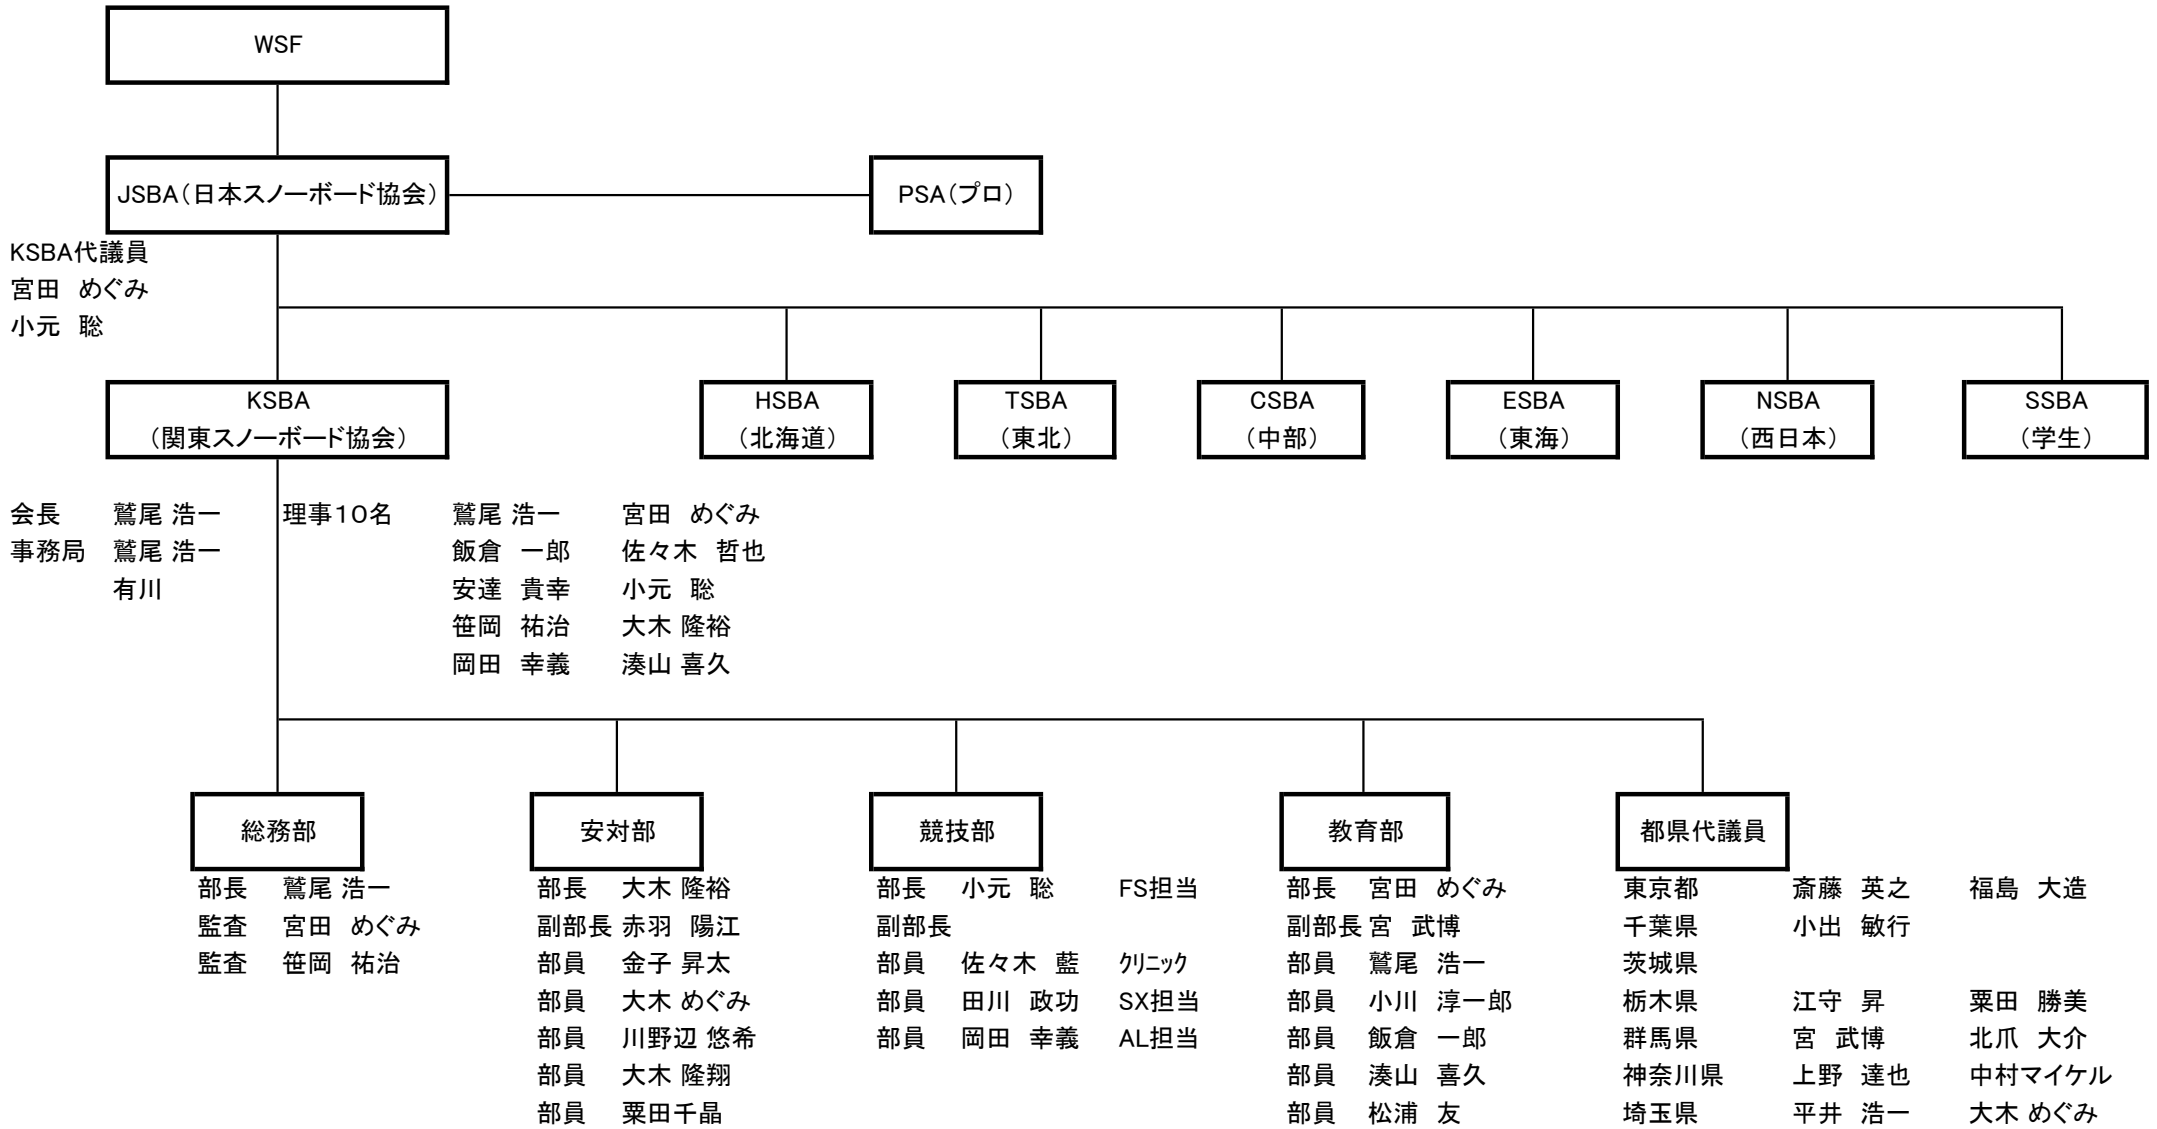 WSF
JSBA（日本スノーボード協会）
PSA（プロ）
KSBA代議員
宮田　めぐみ
小元　聡
KSBA
（関東スノーボード協会）
HSBA
（北海道）
TSBA
（東北）
CSBA
（中部）
ESBA
（東海）
NSBA
（西日本）
SSBA
（学生）
会長　鷲尾 浩一　理事１０名　鷲尾 浩一　宮田　めぐみ
事務局　鷲尾 浩一　飯倉　一郎　佐々木　哲也
有川　安達　貴幸　小元　聡
笹岡　祐治　大木 隆裕
岡田　幸義　湊山 喜久
総務部
部長　鷲尾 浩一
監査　宮田　めぐみ
監査　笹岡　祐治
安対部
部長　大木 隆裕
副部長 赤羽　陽江
部員　金子 昇太
部員　大木 めぐみ
部員　川野辺 悠希
部員　大木 隆翔
部員　粟田千晶
競技部
部長　小元　聡　FS担当
副部長
部員　佐々木　藍　ｸﾘﾆｯｸ
部員　田川　政功　SX担当
部員　岡田　幸義　AL担当
教育部
部長　宮田　めぐみ
副部長 宮　武博
部員　鷲尾　浩一
部員　小川　淳一郎
部員　飯倉　一郎
部員　湊山　喜久
部員　松浦　友
都県代議員
東京都　斎藤　英之　福島　大造
千葉県　小出　敏行
茨城県
栃木県　江守　昇　粟田　勝美
群馬県　宮　武博　北爪　大介
神奈川県　上野　達也　中村マイケル
埼玉県　平井　浩一　大木 めぐみ